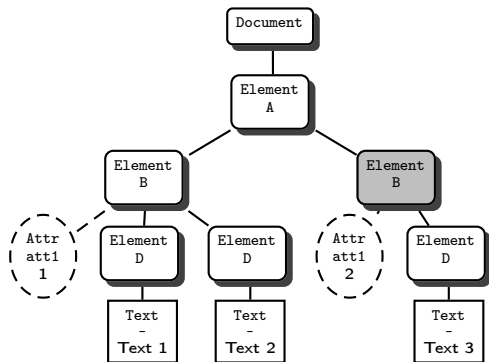 Document
Element
A
Element
B
Element
B
Attr
att1
1
Element
D
Element
D
Attr
att1
2
Element
D
Text
-
Text 1
Text
-
Text 2
Text
-
Text 3